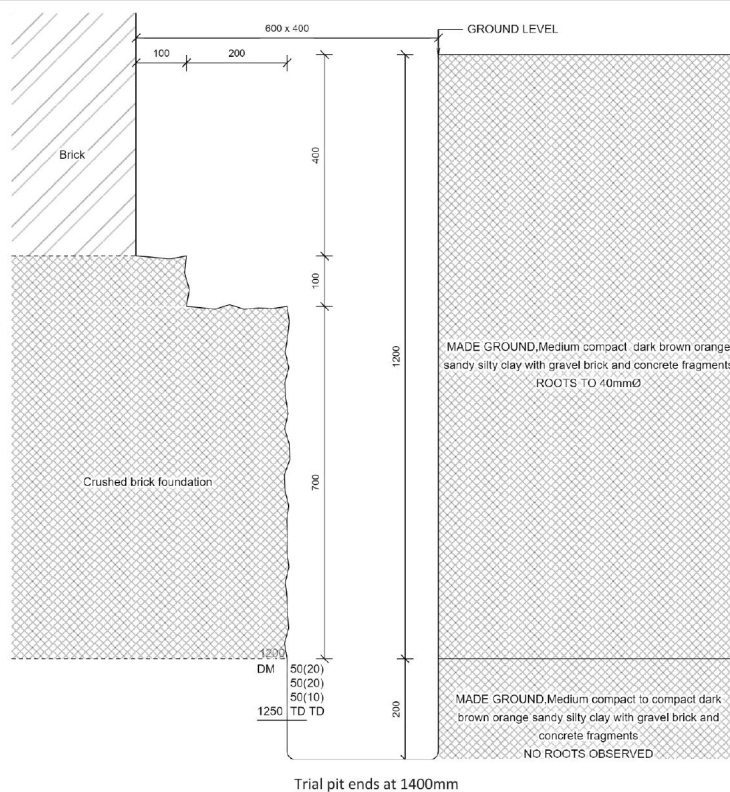 600 x 400
GROUND LEVEL
100
200
Brick
400
100
MADE GROUND,Medium compact dark brown orange
sandy silty clay with gravel brick and concrete fragments
ROOTS TO 40mmØ
1200
Crushed brick foundation
700
1200
DM 50(20)
50(20)
50(10)
1250 TD TD
200
MADE GROUND,Medium compact to compact dark
brown orange sandy silty clay with gravel brick and
concrete fragments
NO ROOTS OBSERVED
Trial pit ends at 1400mm